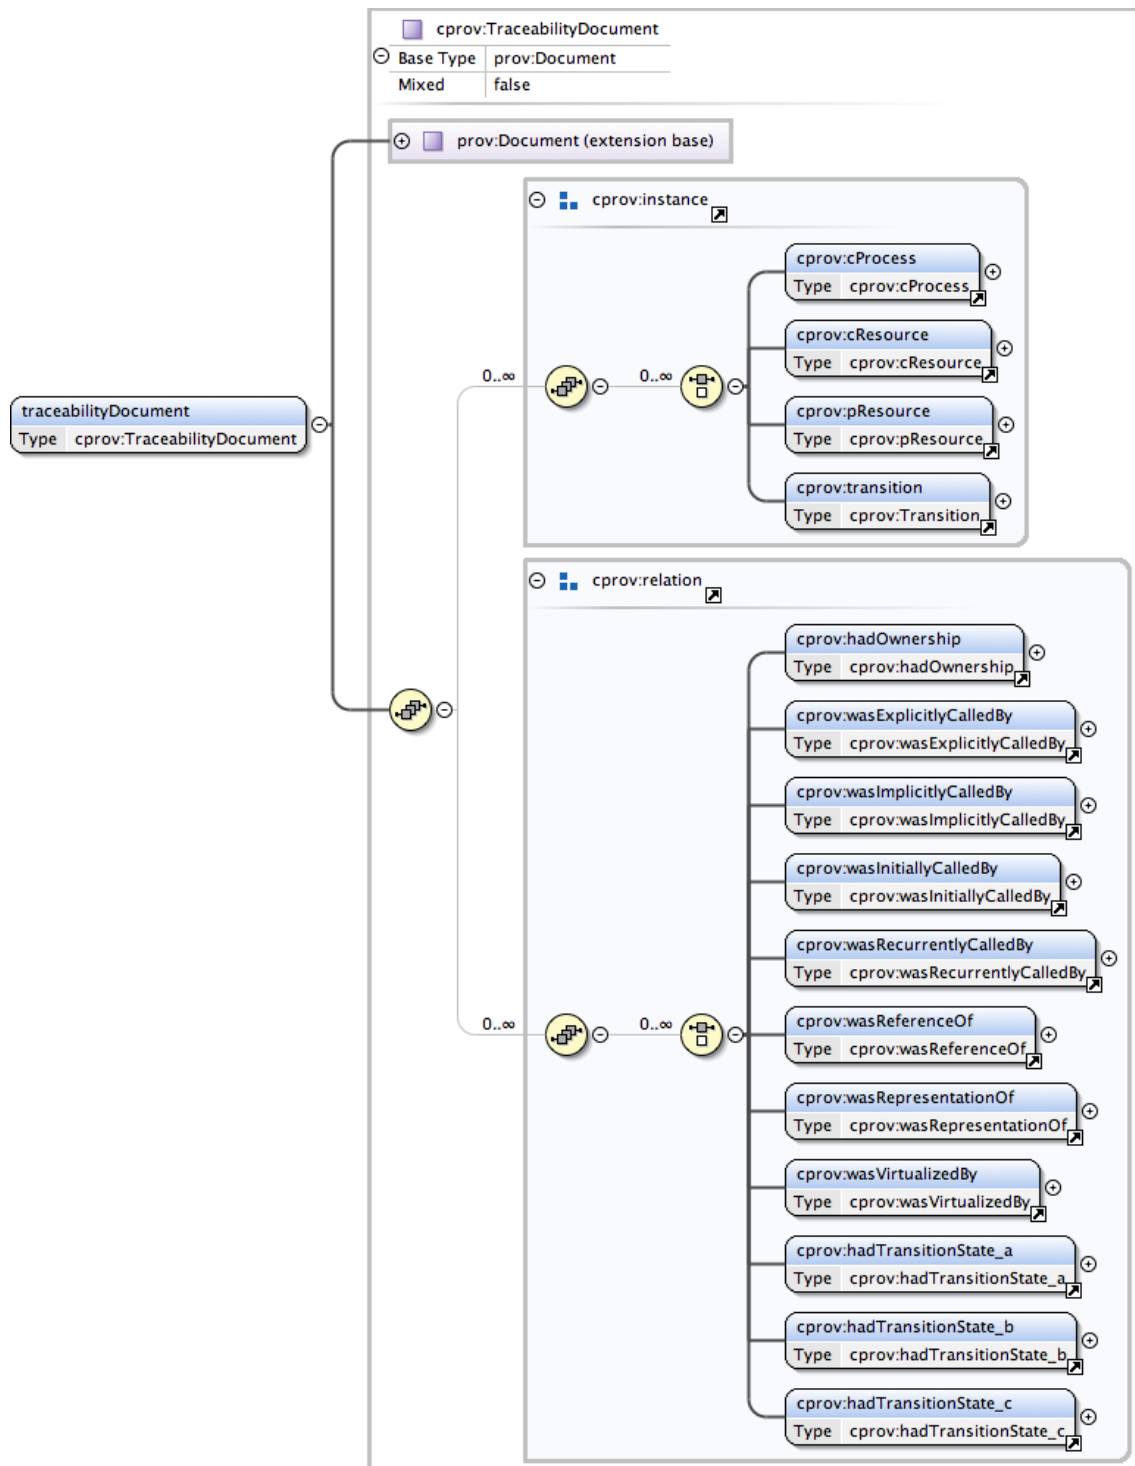 cprov:TraceabilityDocument
Base Type prov:Document
Mixed false
prov:Document (extension base)
cprov:instance
cprov:cProcess
Type cprov:cProcess
cprov:cResource
Type cprov:cResource
0..∞ 0..∞
cprov:pResource
Type cprov:pResource
traceabilityDocument
Type cprov:TraceabilityDocument
cprov:transition
Type cprov:Transition
cprov:relation
cprov:hadOwnership
Type cprov:hadOwnership
cprov:wasExplicitlyCalledBy
Type cprov:wasExplicitlyCalledBy
cprov:wasImplicitlyCalledBy
Type cprov:wasImplicitlyCalledBy
cprov:wasInitiallyCalledBy
Type cprov:wasInitiallyCalledBy
cprov:wasRecurrentlyCalledBy
Type cprov:wasRecurrentlyCalledBy
0..∞ 0..∞
cprov:wasReferenceOf
Type cprov:wasReferenceOf
cprov:wasRepresentationOf
Type cprov:wasRepresentationOf
cprov:wasVirtualizedBy
Type cprov:wasVirtualizedBy
cprov:hadTransitionState_a
Type cprov:hadTransitionState_a
cprov:hadTransitionState_b
Type cprov:hadTransitionState_b
cprov:hadTransitionState_c
Type cprov:hadTransitionState_c